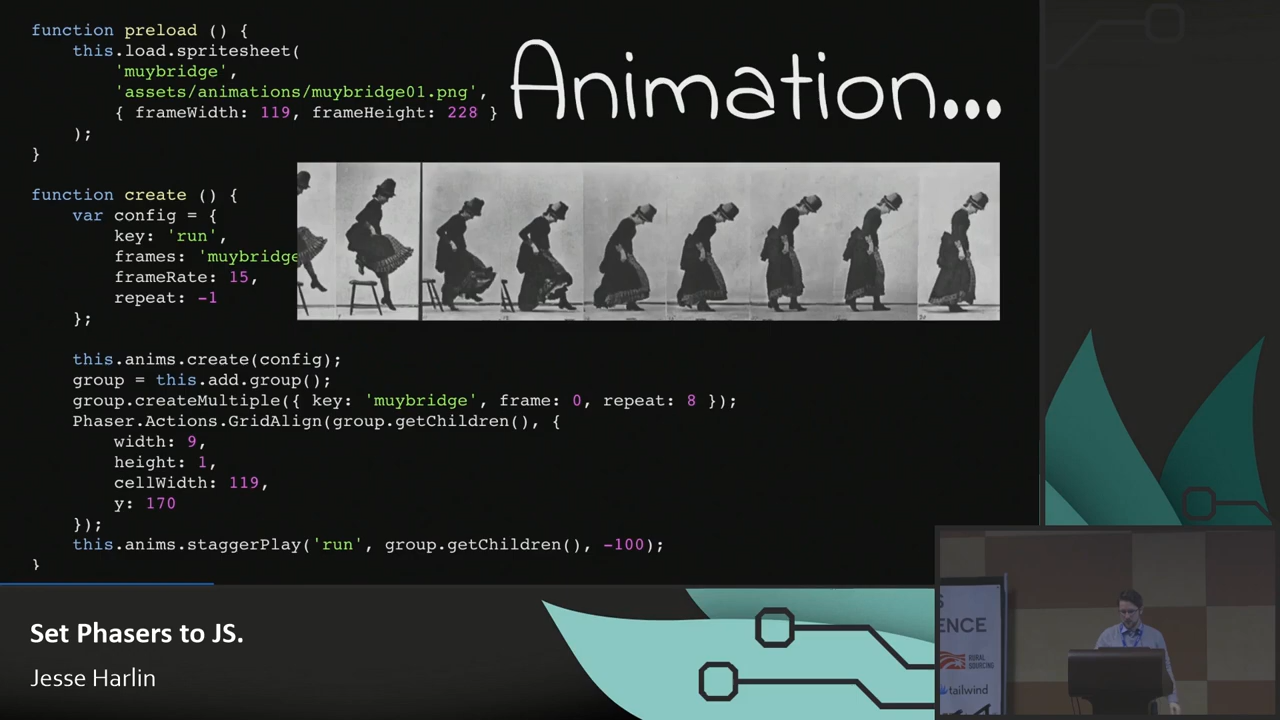 function preload () {
this.load.spritesheet(
'muybridge',
'assets/animations/muybridge01.png',
{ frameWidth: 119, frameHeight: 228 }
);
}
Animation...
function create () {
var config = {
key: 'run',
frames: 'muybridge
frameRate: 15,
repeat: -1
};
this.anims.create(config);
group = this.add.group();
group.createMultiple({ key: 'muybridge', frame: 0, repeat: 8 });
Phaser.Actions.GridAlign(group.getChildren(), {
width: 9,
height: 1,
cellWidth: 119,
y: 170
});
this.anims.staggerPlay('run', group.getChildren(), -100);
}
Set Phasers to JS.
Jesse Harlin
S
ENCE
RURAL
SOURCING
tailwind